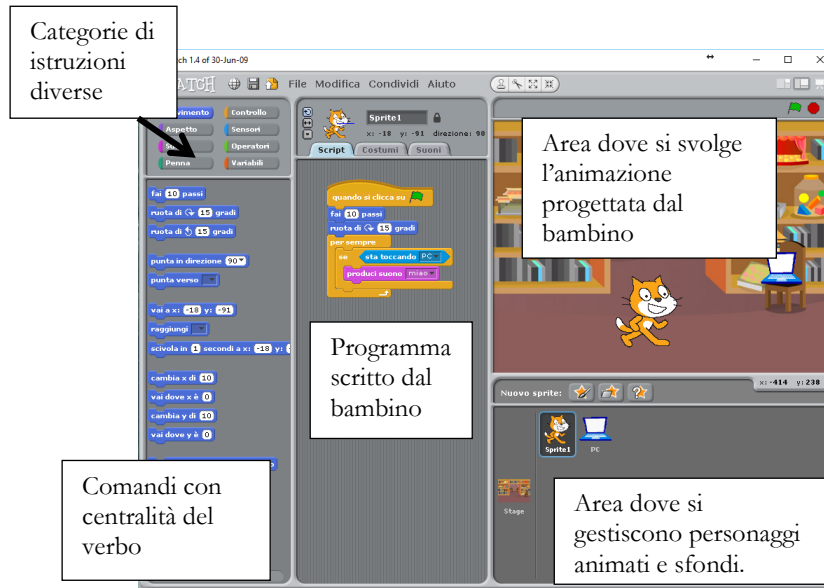 Categorie di
istruzioni
diverse
1.4 of 30-Jun-09
File Modifica Condividi Aiuto
Controllo
Aspetto
Sensori
Operatori
Penna
Variabili
Sprite1
x: -18 y: -91 direzione: 90
Script
Costumi
Suoni
fai 10 passi
ruota di 15 gradi
ruota di 15 gradi
punta in direzione 90
punta verso
vai a x: -18 y: -91
raggiungi
scivola in 1 secondi a x: -18 y:
cambia x di 10
vai dove x è 0
cambia y di 10
vai dove y è 0
quando si clicca su
fai 10 passi
ruota di 15 gradi
per sempre
se sta toccando PC
produci suono miao
Programma
scritto dal
bambino
Comandi con
centralità del
verbo
Area dove si svolge
l'animazione
progettata dal
bambino
x: -414 y: 238
Nuovo sprite:
Sprite1
PC
Stage
Area dove si
gestiscono personaggi
animati e sfondi.